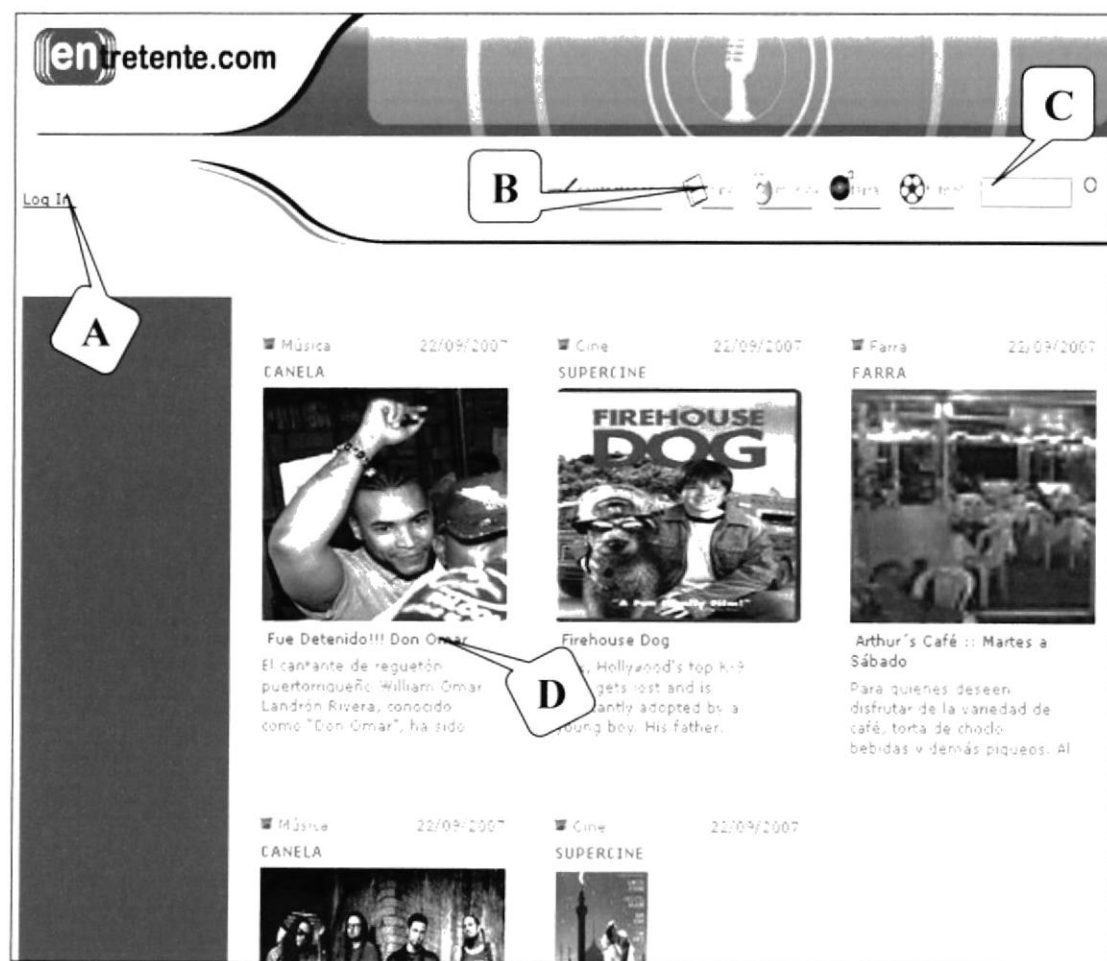 entretente.com
C
B
Log In
A
Música 22/09/2007
CANELA
Cine 22/09/2007
SUPERCINE
Farra 22/09/2007
FARRA
FIREHOUSE
DOG
"A Fun Family Film!"
Fue Detenido!!! Don Omar
El cantante de reguetón
puertorriqueño William Omar
Landrón Rivera, conocido
como "Don Omar", ha sido
D
Firehouse Dog
Hollywood's top K-9
gets lost and is
adopted by a
young boy. His father.
Arthur´s Café :: Martes a
Sábado
Para quienes deseen
disfrutar de la variedad de
café, torta de choclo
bebidas y demás piqueos. Al
Música 22/09/2007
CANELA
Cine 22/09/2007
SUPERCINE